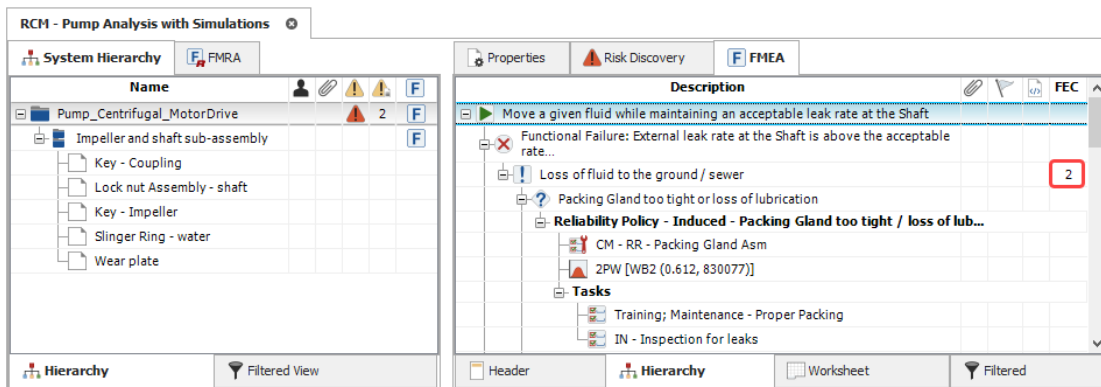 RCM - Pump Analysis with Simulations
System Hierarchy
FMRA
Name
F
Pump_Centrifugal_MotorDrive
2
F
Impeller and shaft sub-assembly
F
Key - Coupling
Lock nut Assembly - shaft
Key - Impeller
Slinger Ring - water
Wear plate
Hierarchy
Filtered View
Properties
Risk Discovery
F FMEA
Description
FEC
Move a given fluid while maintaining an acceptable leak rate at the Shaft
Functional Failure: External leak rate at the Shaft is above the acceptable
rate...
Loss of fluid to the ground / sewer
2
Packing Gland too tight or loss of lubrication
Reliability Policy - Induced - Packing Gland too tight / loss of lub...
CM - RR - Packing Gland Asm
2PW [WB2 (0.612, 830077)]
Tasks
Training; Maintenance - Proper Packing
IN - Inspection for leaks
Header
Hierarchy
Worksheet
Filtered